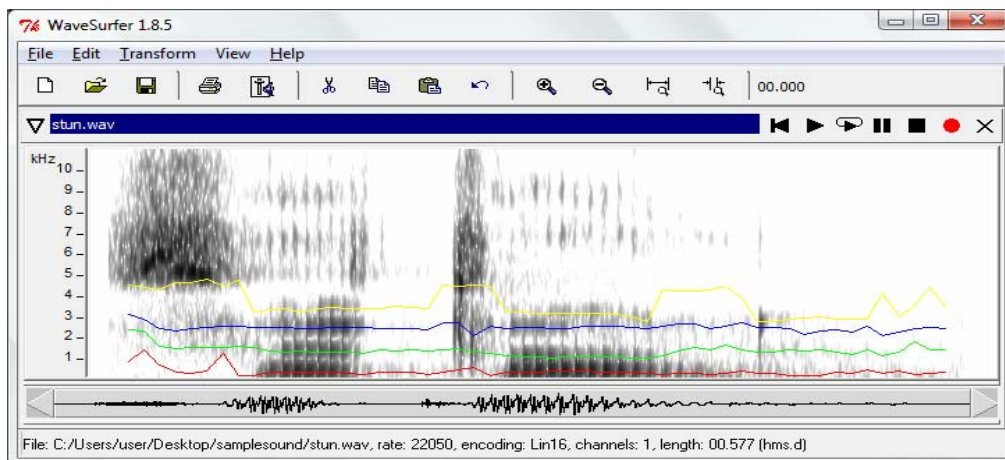 WaveSurfer 1.8.5
File Edit Transform View Help
00.000
stun.wav
kHz
10
9
8
7
6
5
4
3
2
1
File: C:/Users/user/Desktop/samplesound/stun.wav, rate: 22050, encoding: Lin16, channels: 1, length: 00.577 (hms.d)